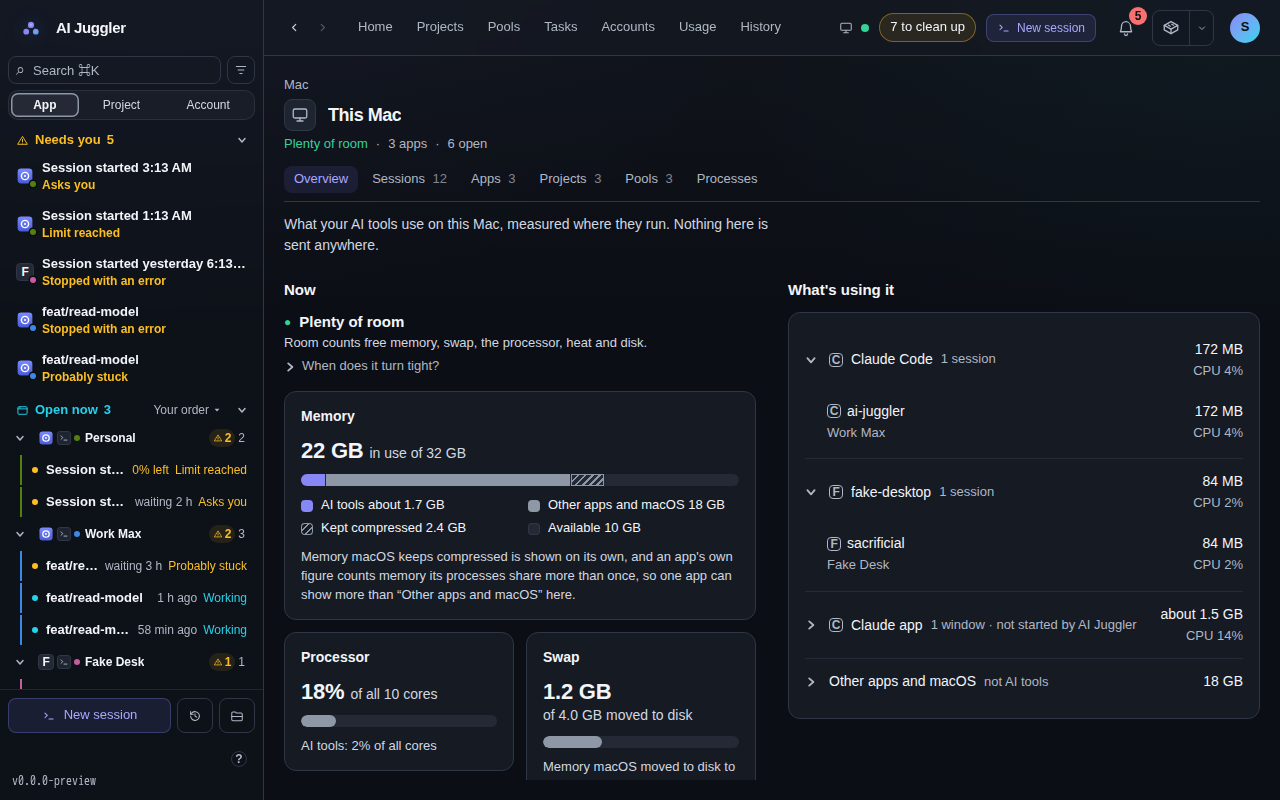 AI Juggler
Search ⌘K
App Project Account
Needs you 5
Session started 3:13 AM
Asks you
Session started 1:13 AM
Limit reached
F Session started yesterday 6:13…
Stopped with an error
feat/read-model
Stopped with an error
feat/read-model
Probably stuck
Open now 3 Your order
Personal 2 2
Session st… 0% left Limit reached
Session st… waiting 2 h Asks you
Work Max 2 3
feat/re… waiting 3 h Probably stuck
feat/read-model 1 h ago Working
feat/read-m… 58 min ago Working
F Fake Desk 1 1
New session
?
v0.0.0-preview
Home Projects Pools Tasks Accounts Usage History
7 to clean up
New session
5
S
Mac
This Mac
Plenty of room · 3 apps · 6 open
Overview Sessions 12 Apps 3 Projects 3 Pools 3 Processes
What your AI tools use on this Mac, measured where they run. Nothing here is
sent anywhere.
Now
Plenty of room
Room counts free memory, swap, the processor, heat and disk.
When does it turn tight?
Memory
22 GB in use of 32 GB
AI tools about 1.7 GB Other apps and macOS 18 GB
Kept compressed 2.4 GB Available 10 GB
Memory macOS keeps compressed is shown on its own, and an app's own
figure counts memory its processes share more than once, so one app can
show more than “Other apps and macOS” here.
Processor
18% of all 10 cores
AI tools: 2% of all cores
Swap
1.2 GB
of 4.0 GB moved to disk
Memory macOS moved to disk to
What's using it
C Claude Code 1 session 172 MB
CPU 4%
C ai-juggler 172 MB
Work Max CPU 4%
F fake-desktop 1 session 84 MB
CPU 2%
F sacrificial 84 MB
Fake Desk CPU 2%
C Claude app 1 window · not started by AI Juggler about 1.5 GB
CPU 14%
Other apps and macOS not AI tools 18 GB